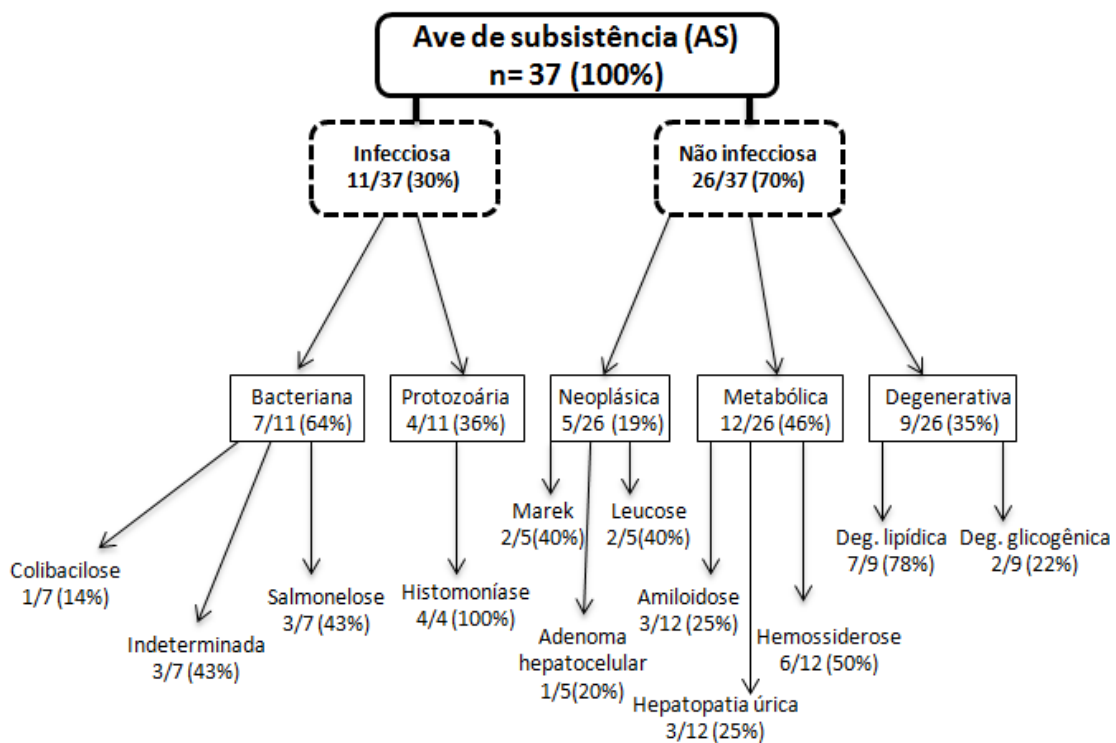 Ave de subsistência (AS)
n= 37 (100%)
Infecciosa
11/37 (30%)
Não infecciosa
26/37 (70%)
Bacteriana
7/11 (64%)
Protozoária
4/11 (36%)
Neoplásica
5/26 (19%)
Metabólica
12/26 (46%)
Degenerativa
9/26 (35%)
Colibacilose
1/7 (14%)
Indeterminada
3/7 (43%)
Salmonelose
3/7 (43%)
Histomoníase
4/4 (100%)
Marek
2/5(40%)
Adenoma
hepatocelular
1/5(20%)
Leucose
2/5(40%)
Amiloidose
3/12 (25%)
Hepatopatia úrica
3/12 (25%)
Hemossiderose
6/12 (50%)
Deg. lipídica
7/9 (78%)
Deg. glicogênica
2/9 (22%)